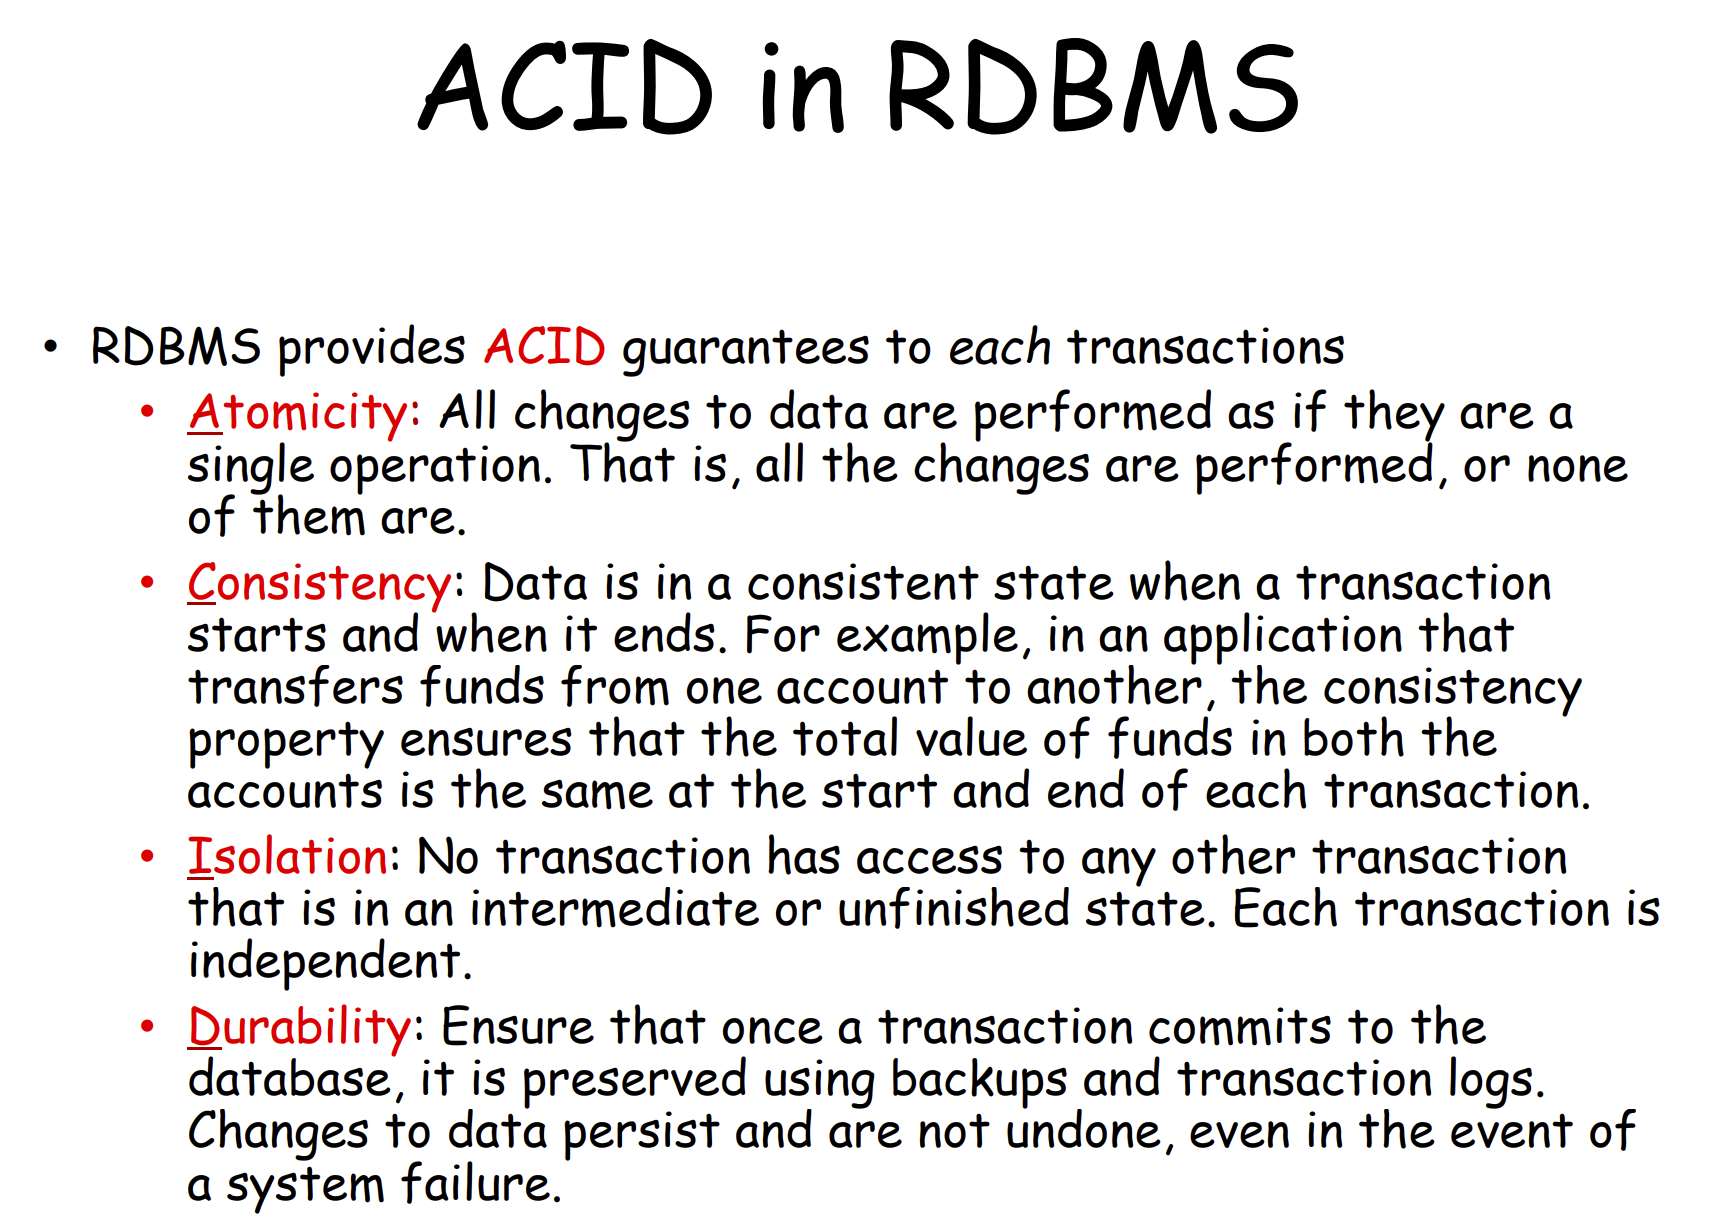 ACID in RDBMS
• RDBMS provides ACID guarantees to each transactions
• Atomicity: All changes to data are performed as if they are a
single operation. That is, all the changes are performed, or none
of them are.
• Consistency: Data is in a consistent state when a transaction
starts and when it ends. For example, in an application that
transfers funds from one account to another, the consistency
property ensures that the total value of funds in both the
accounts is the same at the start and end of each transaction.
• Isolation: No transaction has access to any other transaction
that is in an intermediate or unfinished state. Each transaction is
independent.
• Durability: Ensure that once a transaction commits to the
database, it is preserved using backups and transaction logs.
Changes to data persist and are not undone, even in the event of
a system failure.